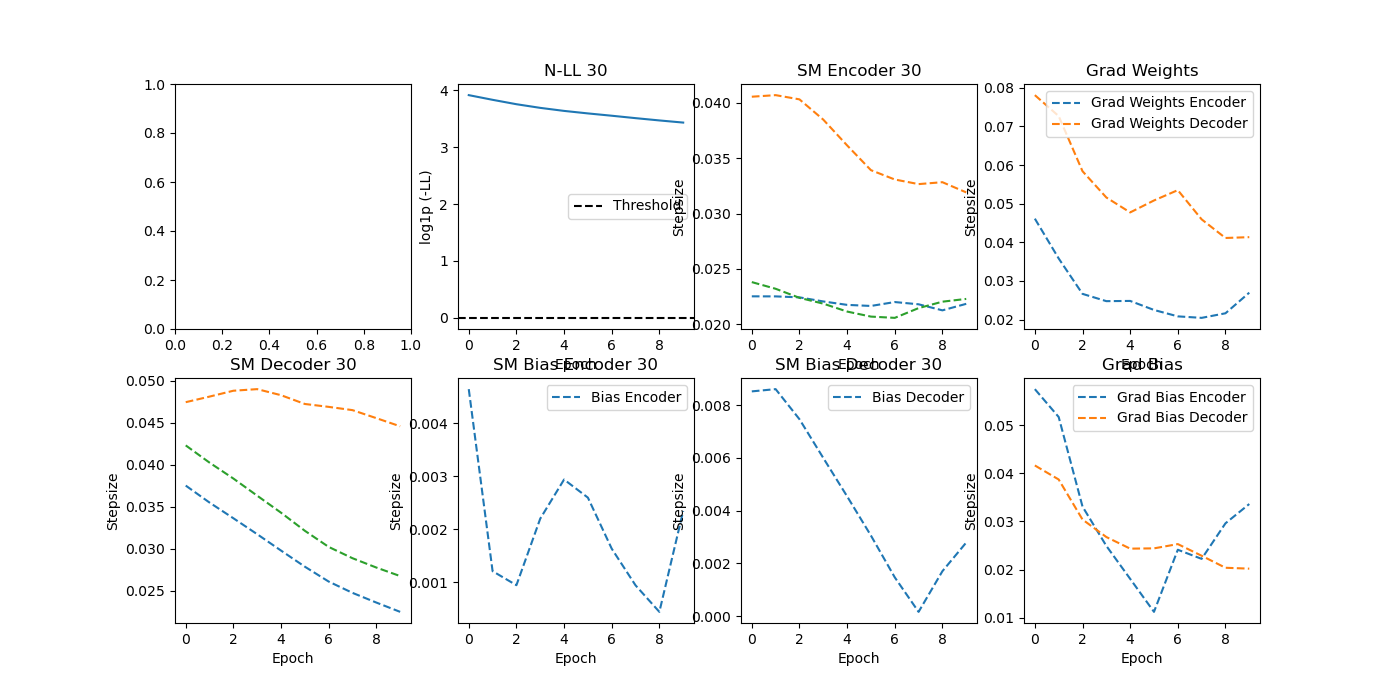 N-LL 30
SM Encoder 30
Grad Weights
1.0
0.8
0.6
0.4
0.2
0.0
0.0 0.2 0.4 0.6 0.8 1.0
log1p (-LL)
4
3
2
1
0
Threshold
0 2 4 6 8
Epoch
Stepsize
0.040
0.035
0.030
0.025
0.020
0 2 4 6 8
Epoch
Stepsize
0.08
0.07
0.06
0.05
0.04
0.03
0.02
Grad Weights Encoder
Grad Weights Decoder
0 2 4 6 8
Epoch
SM Decoder 30
SM Bias Encoder 30
SM Bias Decoder 30
Grad Bias
Stepsize
0.050
0.045
0.040
0.035
0.030
0.025
0 2 4 6 8
Epoch
Stepsize
0.004
0.003
0.002
0.001
Bias Encoder
0 2 4 6 8
Epoch
Stepsize
0.008
0.006
0.004
0.002
0.000
Bias Decoder
0 2 4 6 8
Epoch
Stepsize
0.05
0.04
0.03
0.02
0.01
Grad Bias Encoder
Grad Bias Decoder
0 2 4 6 8
Epoch